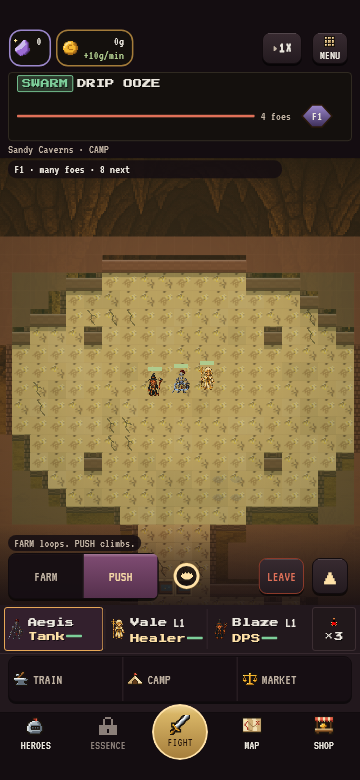 0
0g
+10g/min
1X
MENU
SWARM DRIP OOZE
4 foes
F1
Sandy Caverns · CAMP
F1 · many foes · 8 next
FARM loops. PUSH climbs.
FARM
PUSH
LEAVE
Aegis
Tank
Vale L1
Healer
Blaze L1
DPS
×3
TRAIN
CAMP
MARKET
HEROES
ESSENCE
FIGHT
MAP
SHOP